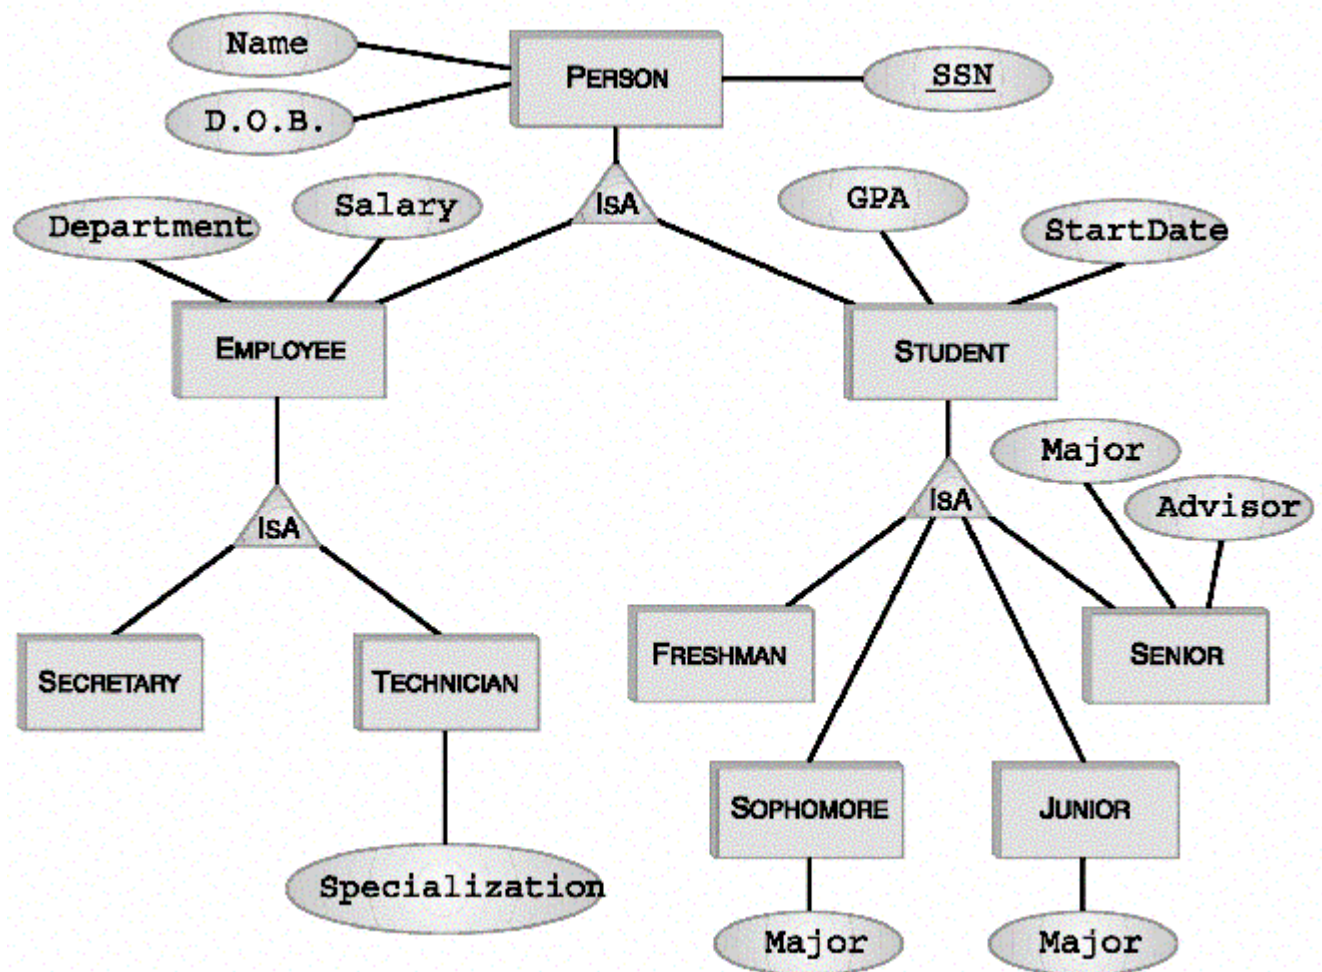 Name
PERSON
SSN
D.O.B.
IsA
Department
Salary
GPA
StartDate
EMPLOYEE
STUDENT
Major
Advisor
IsA
IsA
SECRETARY
TECHNICIAN
FRESHMAN
SENIOR
SOPHOMORE
JUNIOR
Specialization
Major
Major